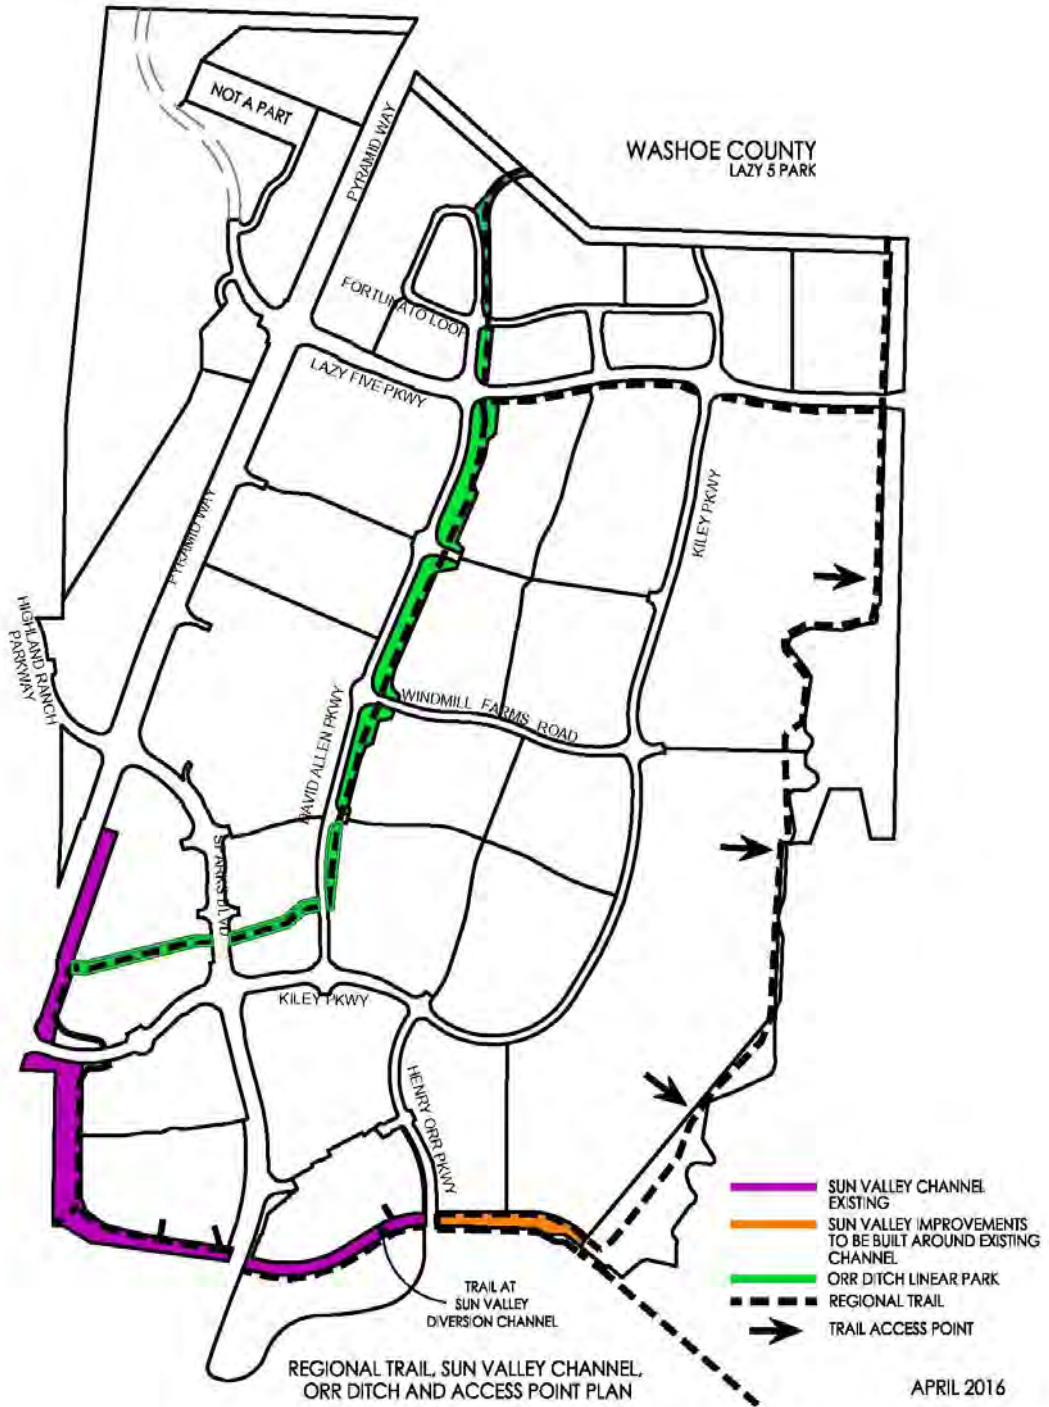 NOT A PART
PYRAMID WAY
WASHOE COUNTY
LAZY 5 PARK
FORTUNATO LOOP
LAZY FIVE PKWY
PYRAMID WAY
KILEY PKWY
HIGHLAND RANCH
PARKWAY
WINDMILL FARMS ROAD
DAVID ALLEN PKWY
SPARKS BLVD
KILEY PKWY
HENRY ORR PKWY
TRAIL AT
SUN VALLEY
DIVERSION CHANNEL
SUN VALLEY CHANNEL
EXISTING
SUN VALLEY IMPROVEMENTS
TO BE BUILT AROUND EXISTING
CHANNEL
ORR DITCH LINEAR PARK
REGIONAL TRAIL
TRAIL ACCESS POINT
REGIONAL TRAIL, SUN VALLEY CHANNEL,
ORR DITCH AND ACCESS POINT PLAN
APRIL 2016